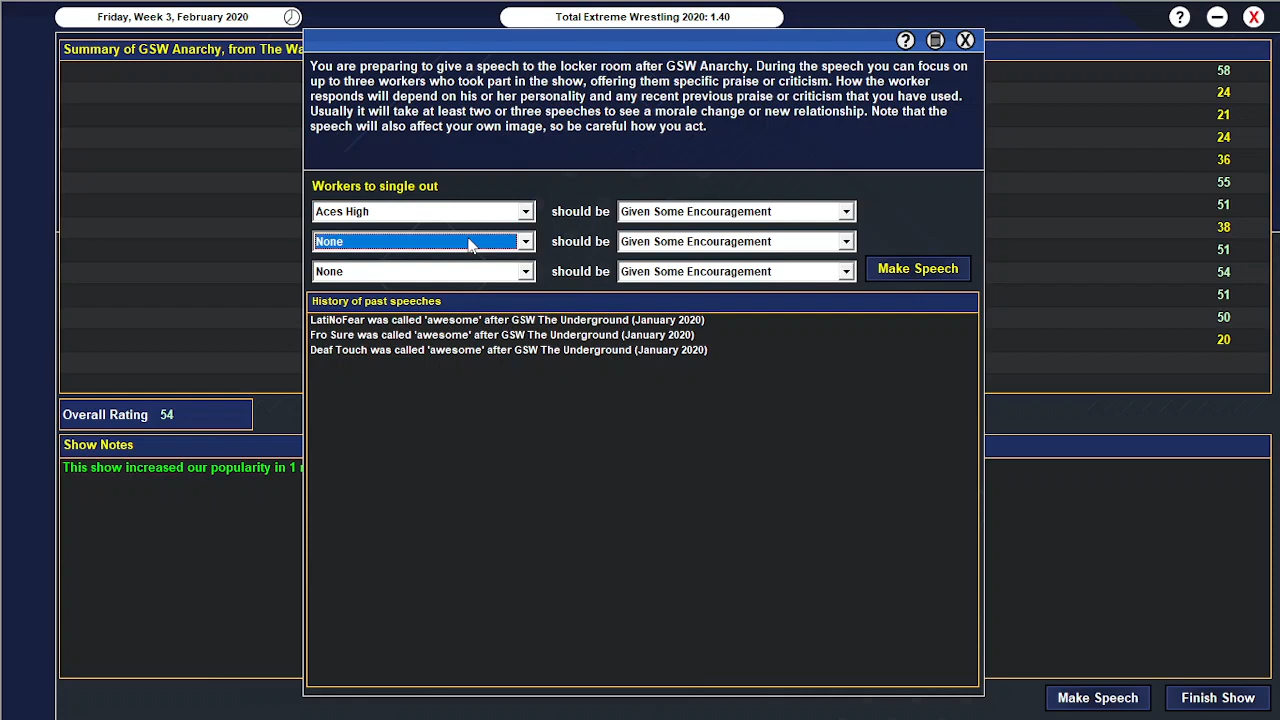 Friday, Week 3, February 2020
Total Extreme Wrestling 2020: 1.40
?
X
Summary of GSW Anarchy, from The Wa
?
X
You are preparing to give a speech to the locker room after GSW Anarchy. During the speech you can focus on
up to three workers who took part in the show, offering them specific praise or criticism. How the worker
responds will depend on his or her personality and any recent previous praise or criticism that you have used.
Usually it will take at least two or three speeches to see a morale change or new relationship. Note that the
speech will also affect your own image, so be careful how you act.
58
24
21
24
36
55
51
38
51
54
51
50
20
Workers to single out
Aces High should be Given Some Encouragement
None should be Given Some Encouragement
None should be Given Some Encouragement
Make Speech
History of past speeches
LatiNoFear was called 'awesome' after GSW The Underground (January 2020)
Fro Sure was called 'awesome' after GSW The Underground (January 2020)
Deaf Touch was called 'awesome' after GSW The Underground (January 2020)
Overall Rating 54
Show Notes
This show increased our popularity in 1
Make Speech
Finish Show